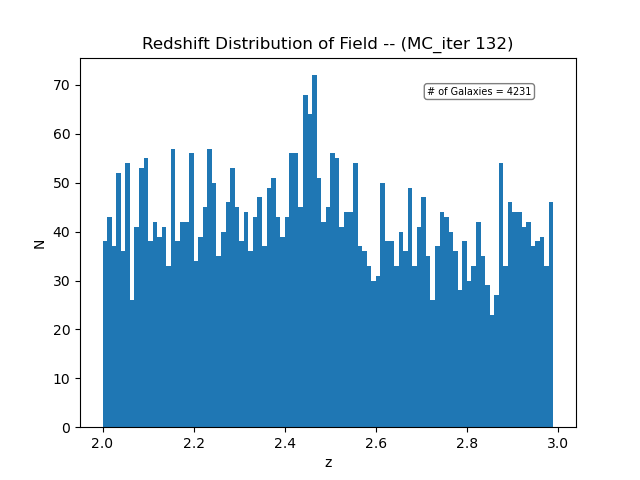 Redshift Distribution of Field -- (MC_iter 132)
# of Galaxies = 4231
70
60
50
40
30
20
10
0
N
2.0 2.2 2.4 2.6 2.8 3.0
z